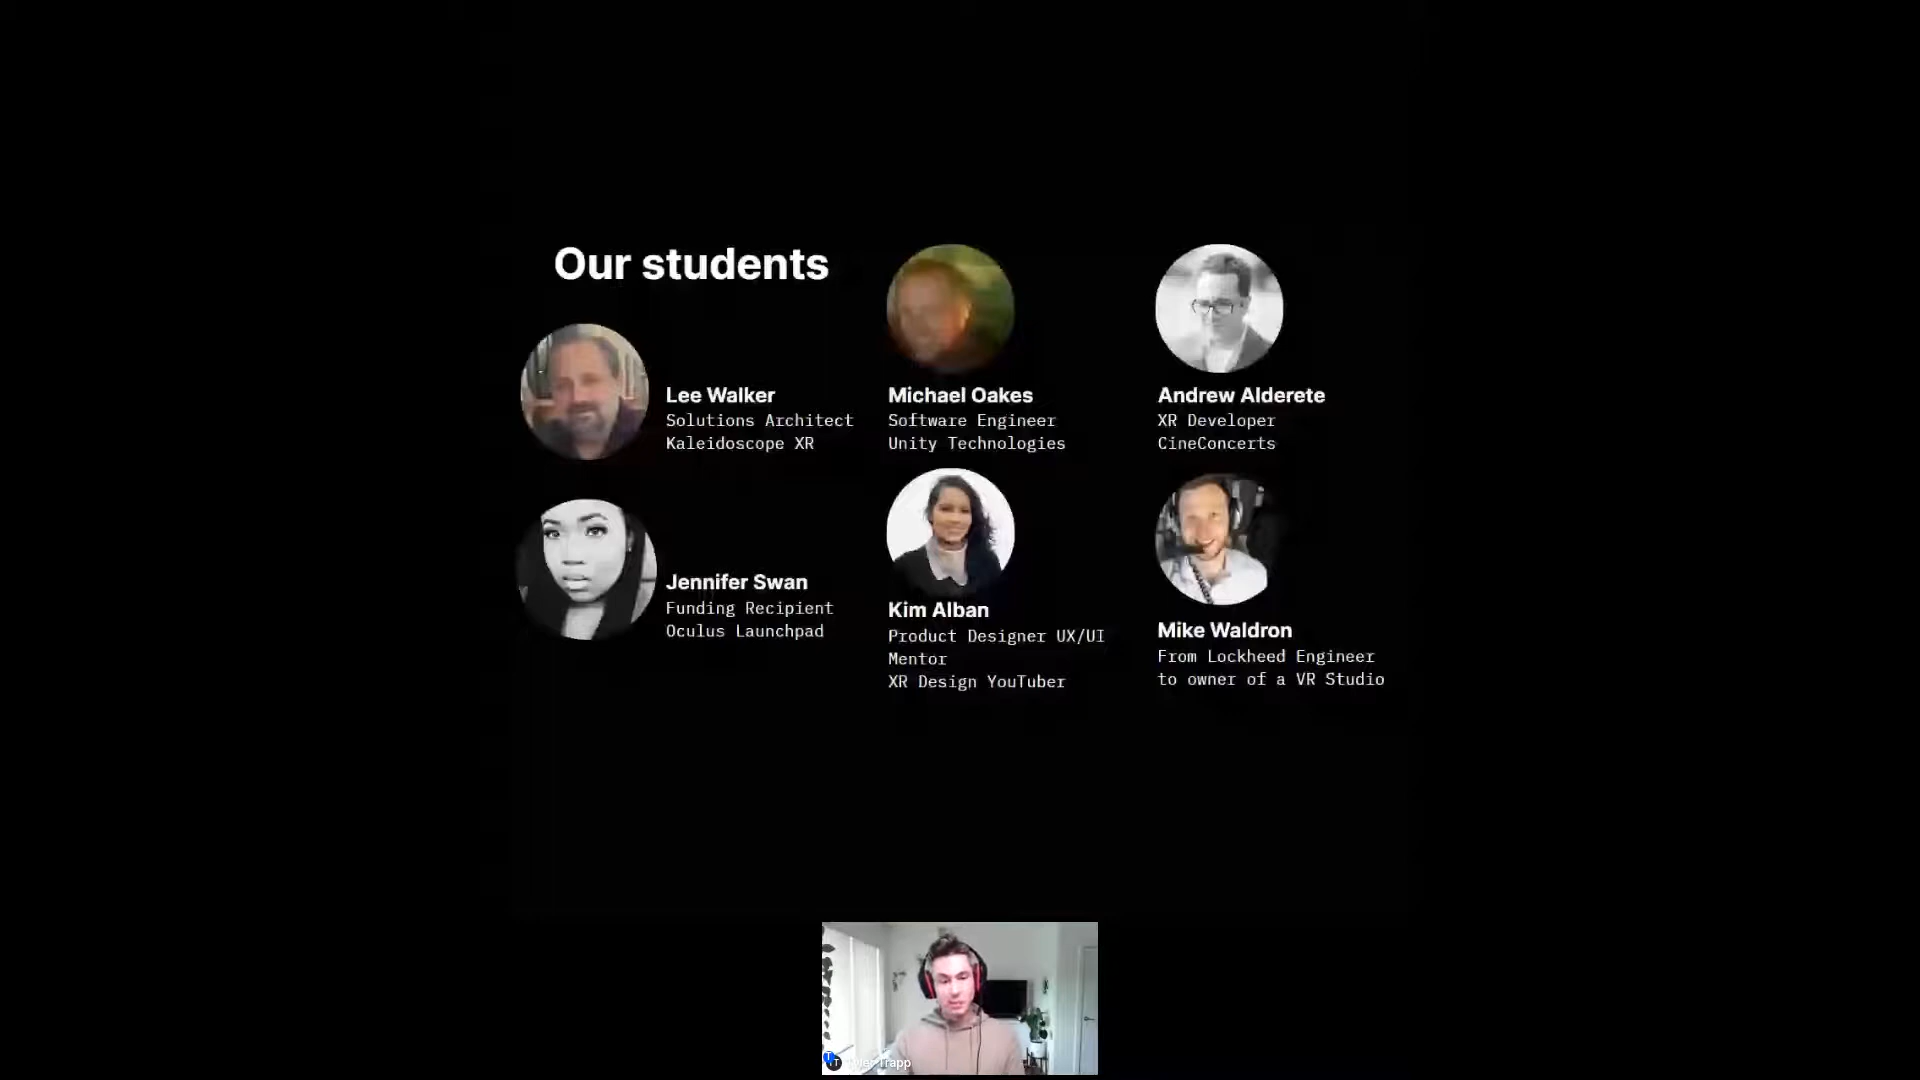 Our students
Lee Walker
Solutions Architect
Kaleidoscope XR
Michael Oakes
Software Engineer
Unity Technologies
Andrew Alderete
XR Developer
CineConcerts
Jennifer Swan
Funding Recipient
Oculus Launchpad
Kim Alban
Product Designer UX/UI
Mentor
XR Design YouTuber
Mike Waldron
From Lockheed Engineer
to owner of a VR Studio
Trapp